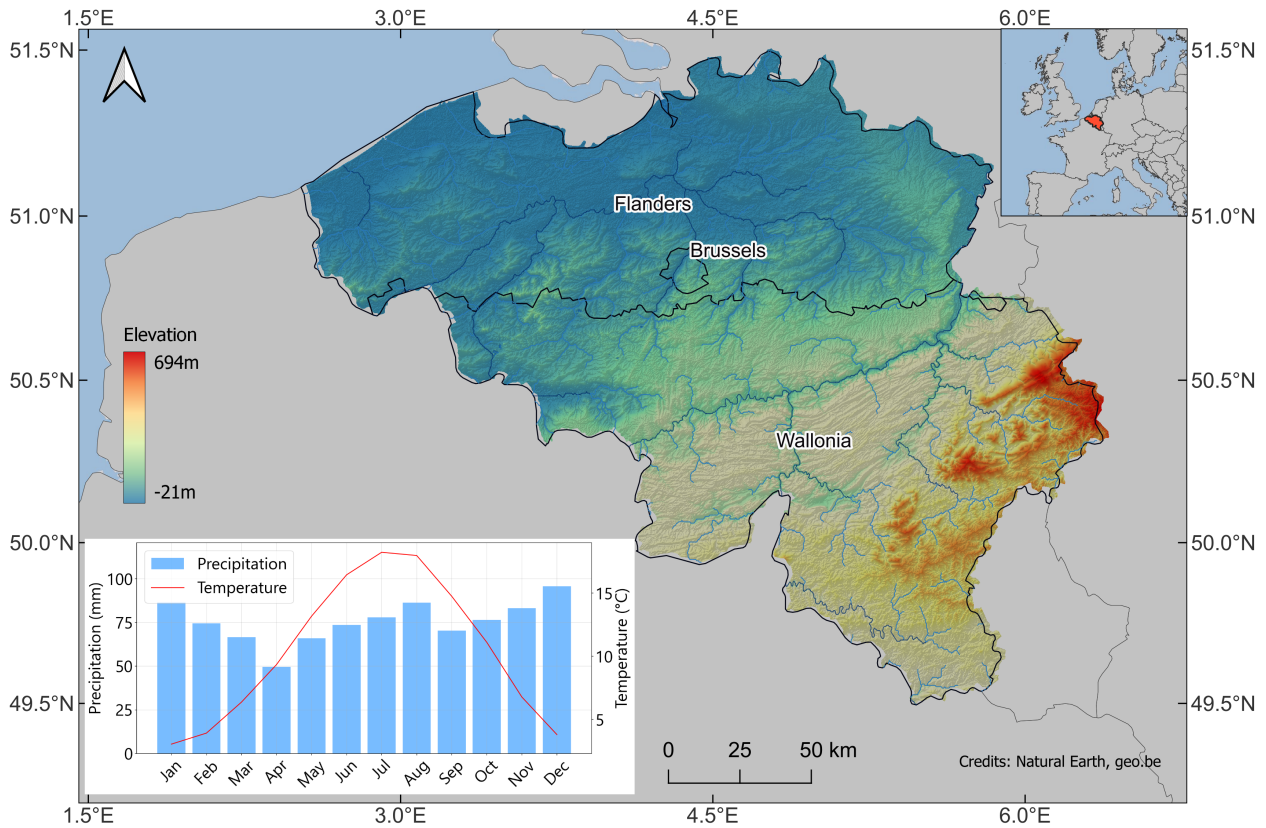 1.5°E 3.0°E 4.5°E 6.0°E
51.5°N 51.5°N
Flanders
51.0°N 51.0°N
Brussels
Elevation
694m
50.5°N 50.5°N
Wallonia
-21m
50.0°N 50.0°N
Precipitation
Temperature
100
75
50
25
0
Precipitation (mm)
15
10
5
Temperature (°C)
Jan Feb Mar Apr May Jun Jul Aug Sep Oct Nov Dec
49.5°N 49.5°N
0 25 50 km
Credits: Natural Earth, geo.be
1.5°E 3.0°E 4.5°E 6.0°E